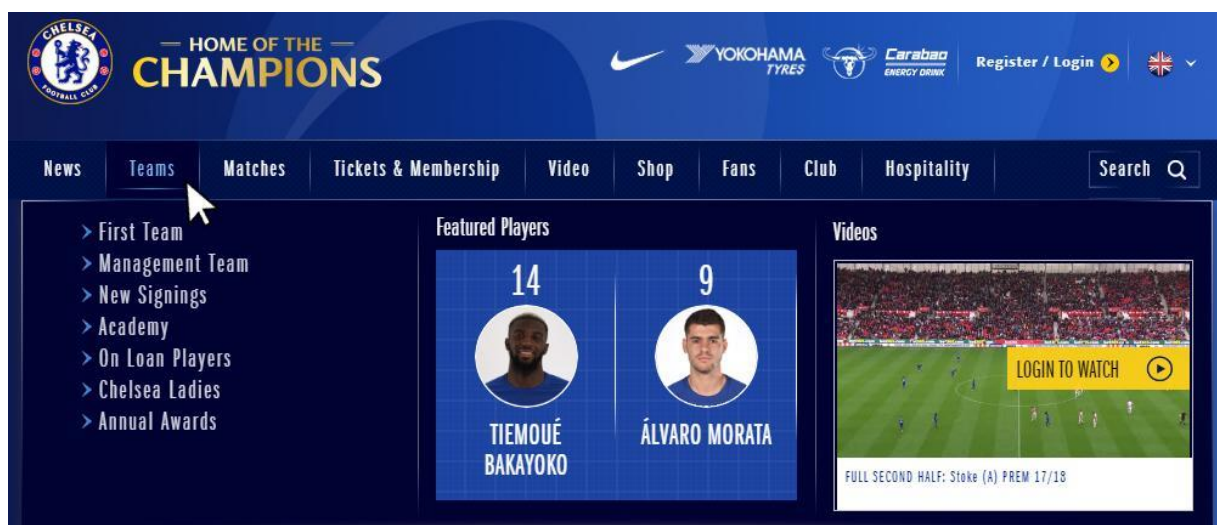 CHELSEA
FOOTBALL CLUB
HOME OF THE
CHAMPIONS
YOKOHAMA
TYRES
Carabao
ENERGY DRINK
Register / Login
News Teams Matches Tickets & Membership Video Shop Fans Club Hospitality Search
First Team
Management Team
New Signings
Academy
On Loan Players
Chelsea Ladies
Annual Awards
Featured Players
14
TIEMOUÉ
BAKAYOKO
9
ÁLVARO MORATA
Videos
LOGIN TO WATCH
FULL SECOND HALF: Stoke (A) PREM 17/18